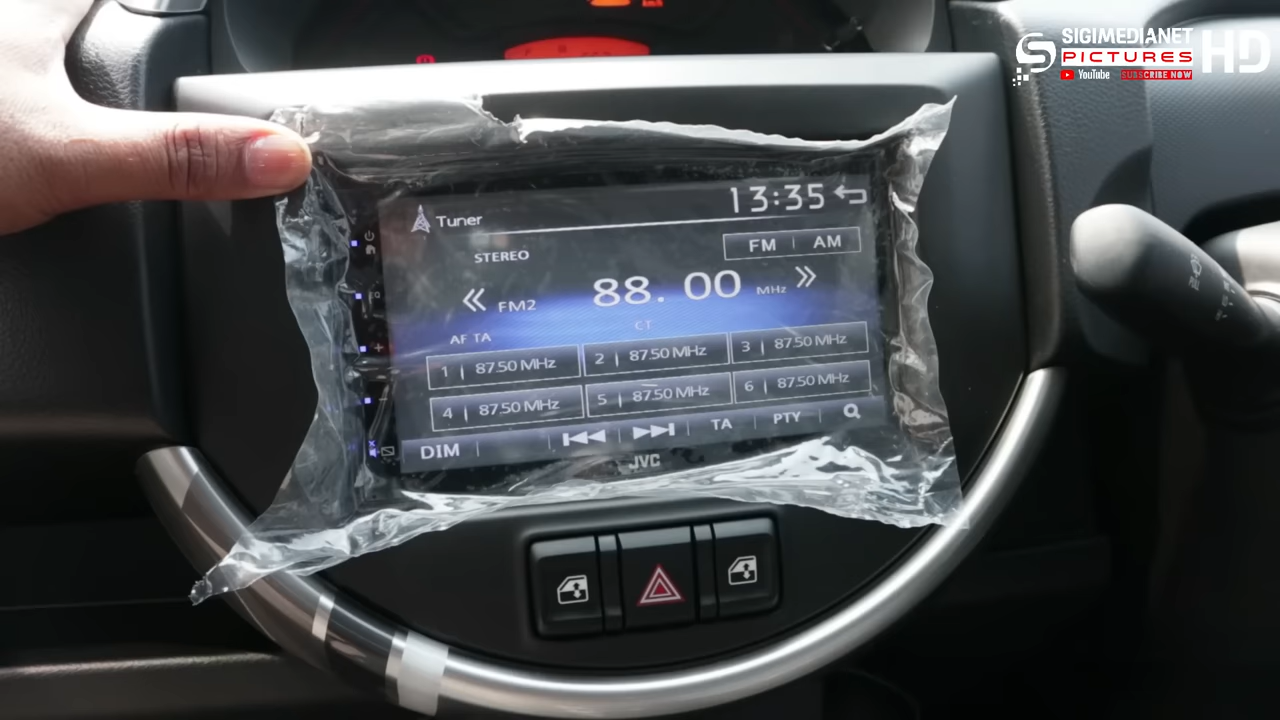 SIGIMEDIANET
PICTURES HD
YouTube SUBSCRIBE NOW
13:35
Tuner
FM | AM
STEREO
88.00 MHz
FM2
CT
AF TA
1 | 87.50 MHz
2 | 87.50 MHz
3 | 87.50 MHz
4 | 87.50 MHz
5 | 87.50 MHz
6 | 87.50 MHz
DIM
TA
PTY
JVC